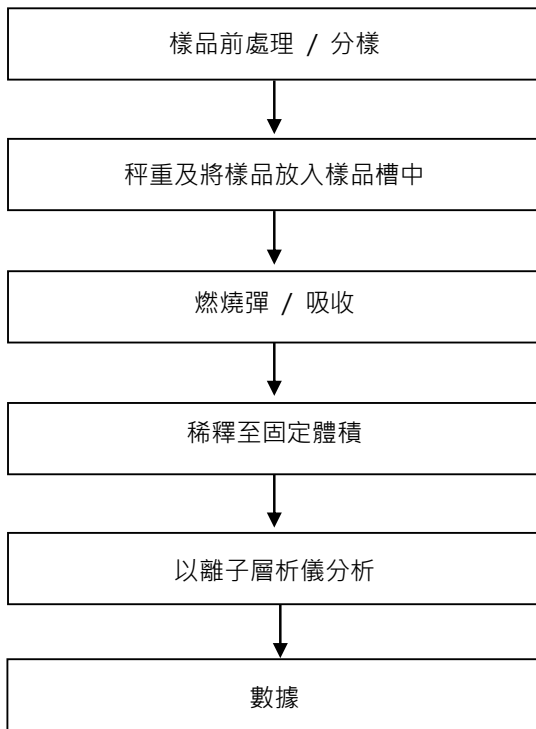 樣品前處理 / 分樣
秤重及將樣品放入樣品槽中
燃燒彈 / 吸收
稀釋至固定體積
以離子層析儀分析
數據